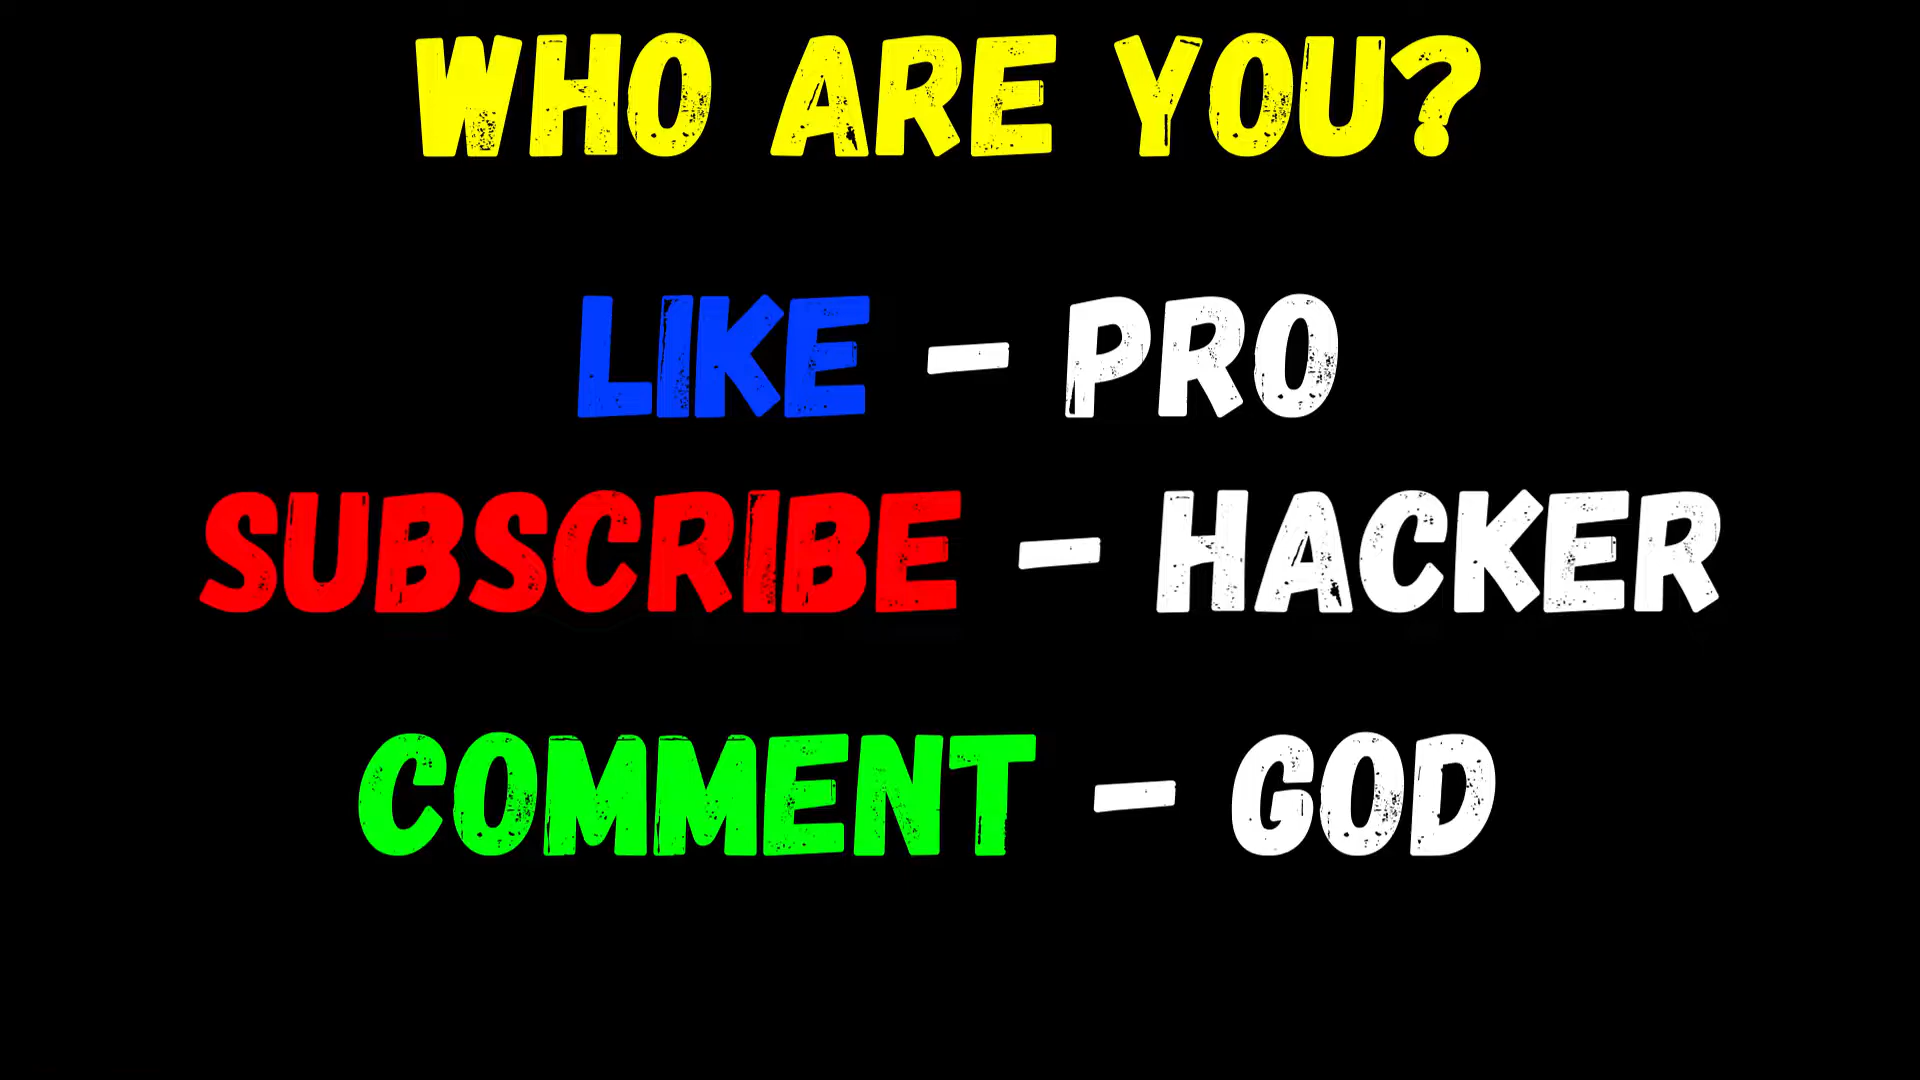 WHO ARE YOU?
LIKE - PRO
SUBSCRIBE - HACKER
COMMENT - GOD